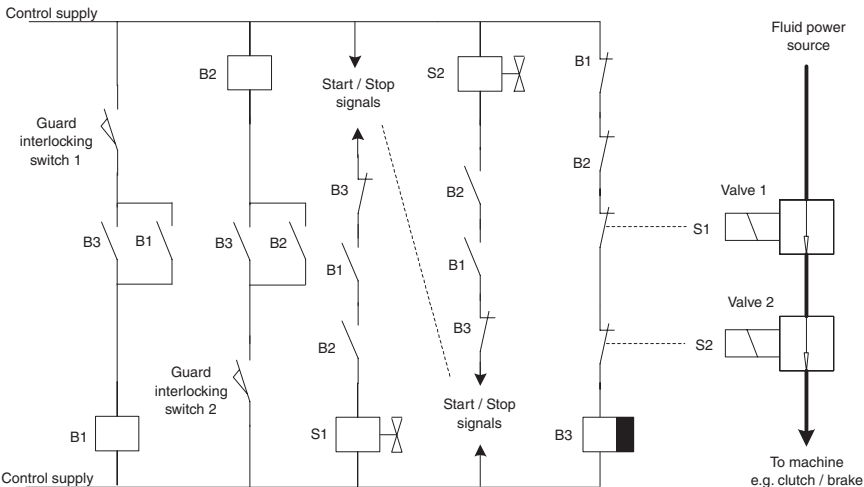 Control supply
Fluid power
source
B2
S2
B1
Start / Stop
signals
Guard
interlocking
switch 1
B2
B3
B2
Valve 1
B3
B1
B3
B2
S1
B1
B1
Valve 2
B3
B2
S2
Guard
interlocking
switch 2
Start / Stop
signals
B1
S1
B3
To machine
e.g. clutch / brake
Control supply